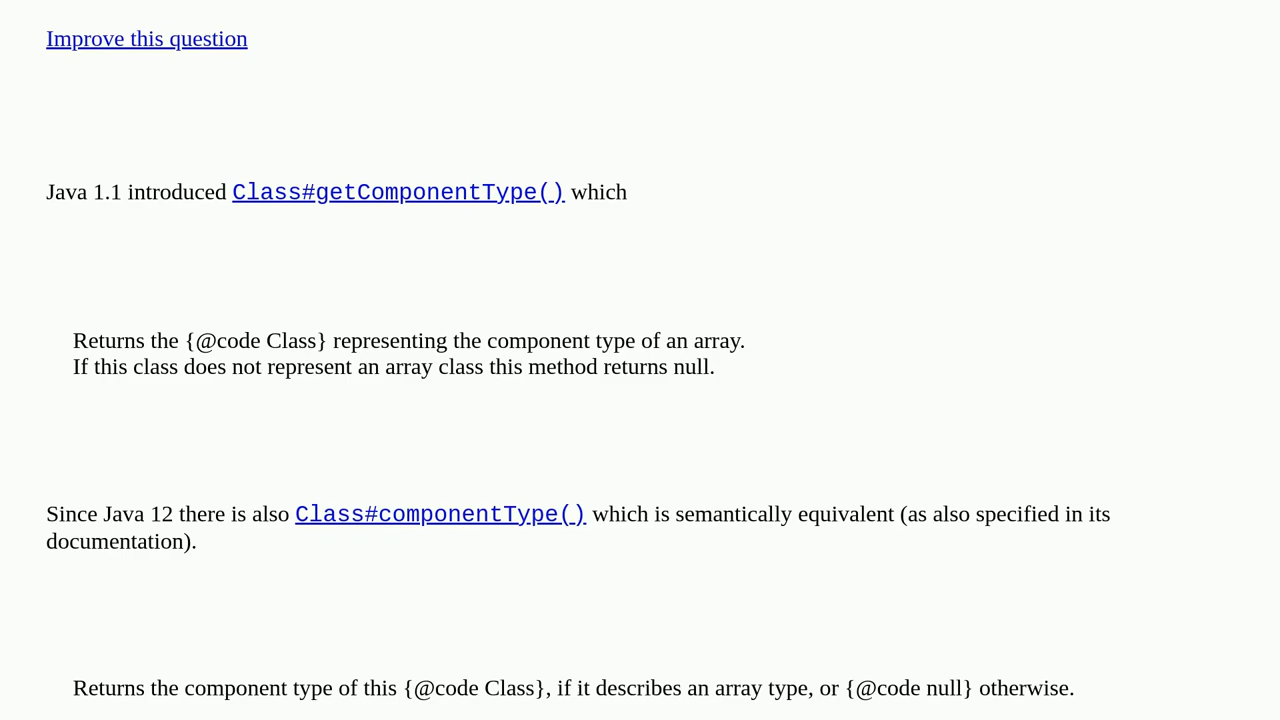 Improve this question
Java 1.1 introduced Class#getComponentType() which
Returns the {@code Class} representing the component type of an array.
If this class does not represent an array class this method returns null.
Since Java 12 there is also Class#componentType() which is semantically equivalent (as also specified in its
documentation).
Returns the component type of this {@code Class}, if it describes an array type, or {@code null} otherwise.